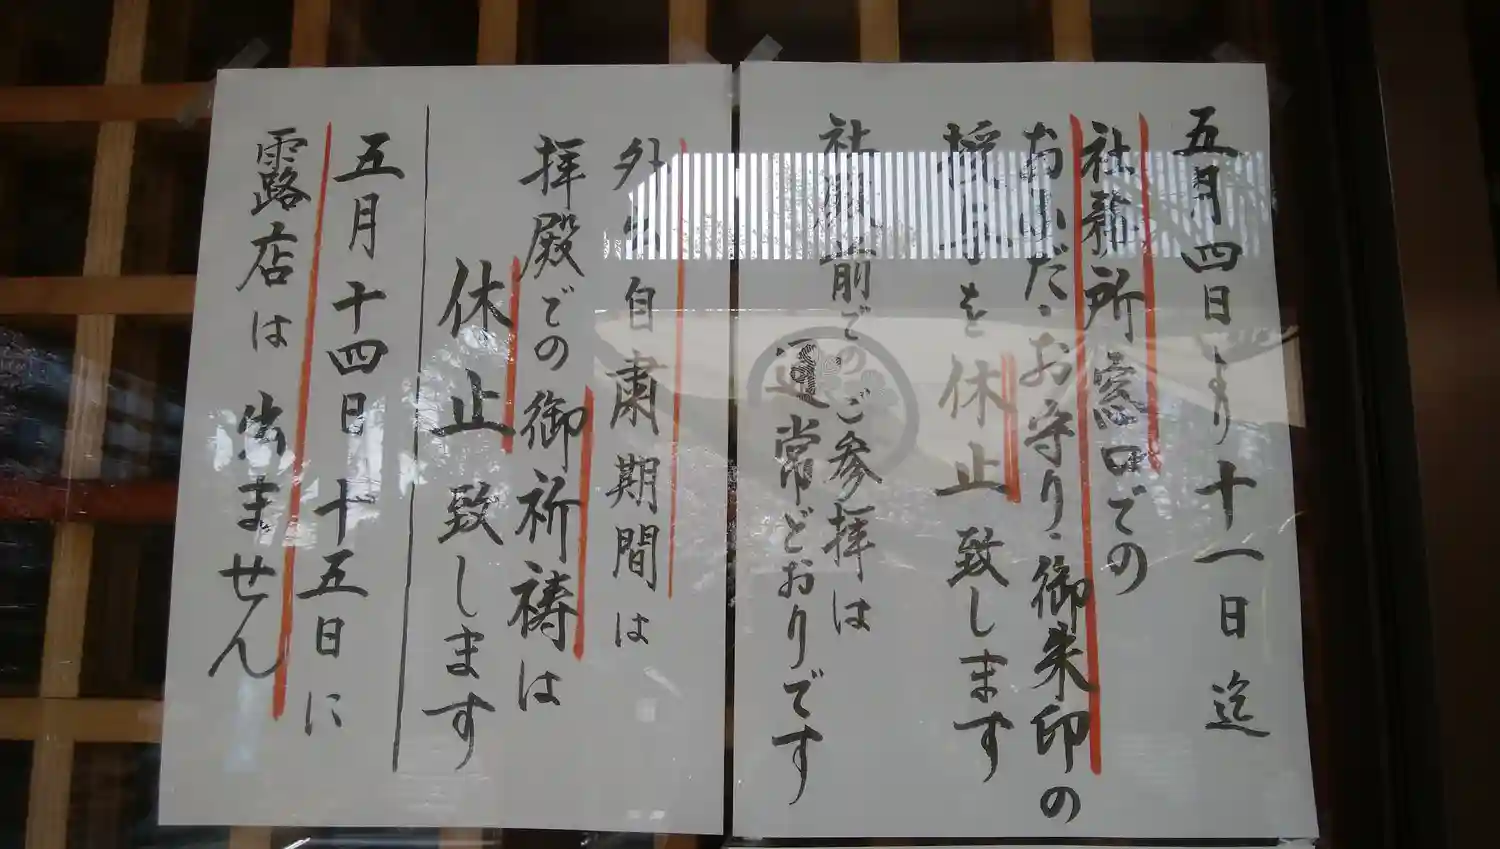 五月四日より十一日迄
社務所窓口での
おふだ・お守り・御朱印の
授与を休止致します
社殿前でのご参拝は
通常どおりです
外出自粛期間は
拝殿での御祈祷は
休止致します
五月十四日十五日に
露店は出ません